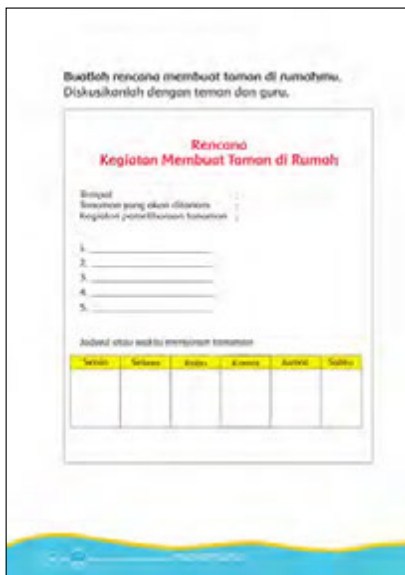 Buatlah rencana membuat taman di rumahmu.
Diskusikanlah dengan teman dan guru.
Rencana
Kegiatan Membuat Taman di Rumah
Tempat :
Tanaman yang akan ditanam :
Kegiatan pemeliharaan tanaman :
1.
2.
3.
4.
5.
Jadwal atau waktu menyiram tanaman
Senin Selasa Rabu Kamis Jumat Sabtu